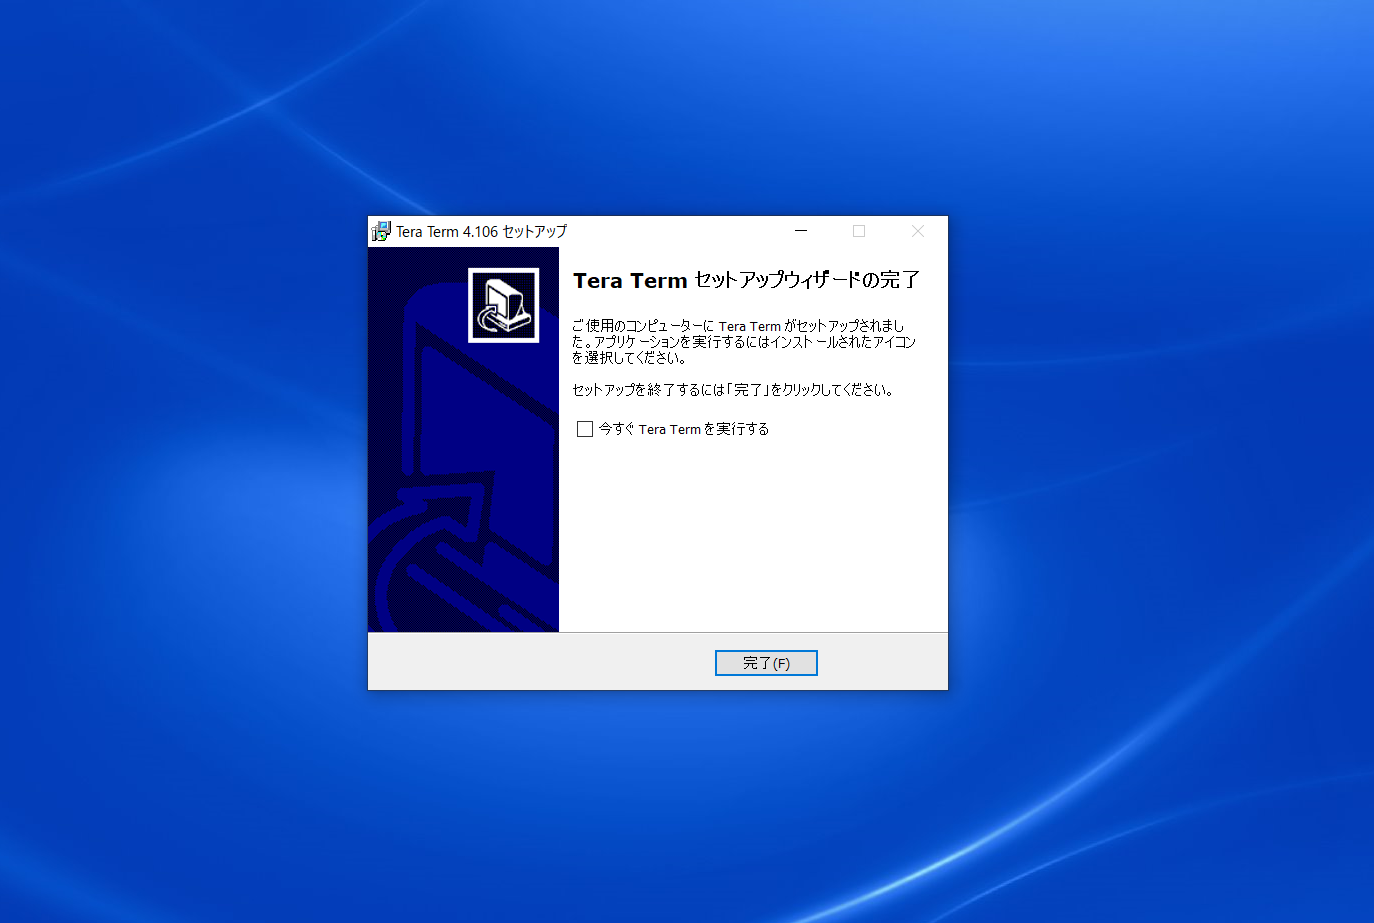 Tera Term 4.106 セットアップ
Tera Term セットアップウィザードの完了
ご使用のコンピューターに Tera Term がセットアップされまし
た。アプリケーションを実行するにはインストールされたアイコン
を選択してください。
セットアップを終了するには「完了」をクリックしてください。
今すぐ Tera Term を実行する
完了(F)